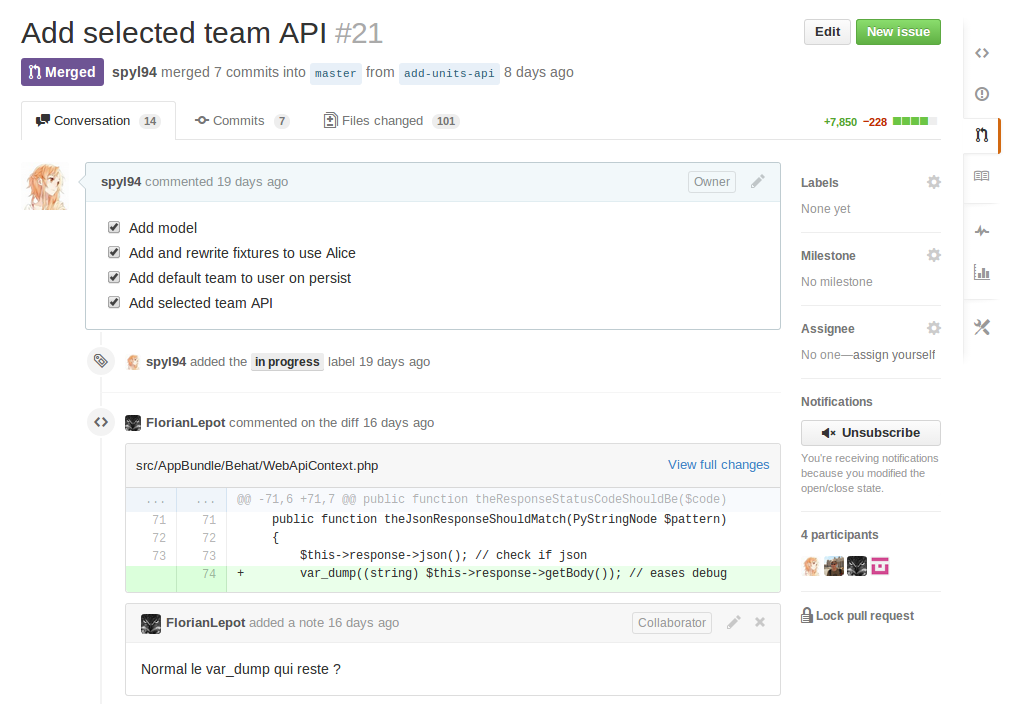 Add selected team API #21
Edit
New issue
Merged spyl94 merged 7 commits into master from add-units-api 8 days ago
Conversation 14
Commits 7
Files changed 101
+7,850 −228
spyl94 commented 19 days ago
Owner
Add model
Add and rewrite fixtures to use Alice
Add default team to user on persist
Add selected team API
spyl94 added the in progress label 19 days ago
FlorianLepot commented on the diff 16 days ago
src/AppBundle/Behat/WebApiContext.php
View full changes
... ... @@ -71,6 +71,7 @@ public function theResponseStatusCodeShouldBe($code)
71 71 public function theJsonResponseShouldMatch(PyStringNode $pattern)
72 72 {
73 73 $this->response->json(); // check if json
74 + var_dump((string) $this->response->getBody()); // eases debug
FlorianLepot added a note 16 days ago
Collaborator
Normal le var_dump qui reste ?
Labels
None yet
Milestone
No milestone
Assignee
No one—assign yourself
Notifications
Unsubscribe
You're receiving notifications
because you modified the
open/close state.
4 participants
Lock pull request